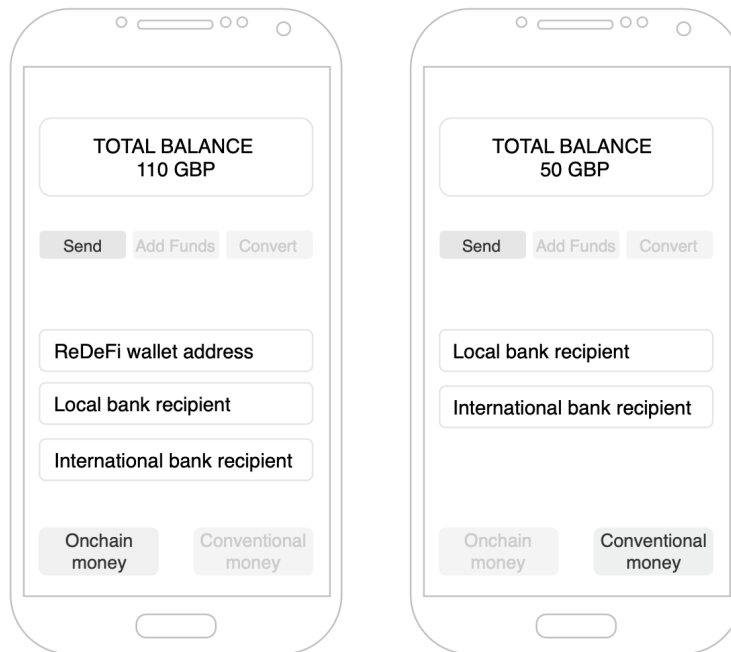 TOTAL BALANCE
110 GBP
Send
Add Funds
Convert
ReDeFi wallet address
Local bank recipient
International bank recipient
Onchain
money
Conventional
money
TOTAL BALANCE
50 GBP
Send
Add Funds
Convert
Local bank recipient
International bank recipient
Onchain
money
Conventional
money